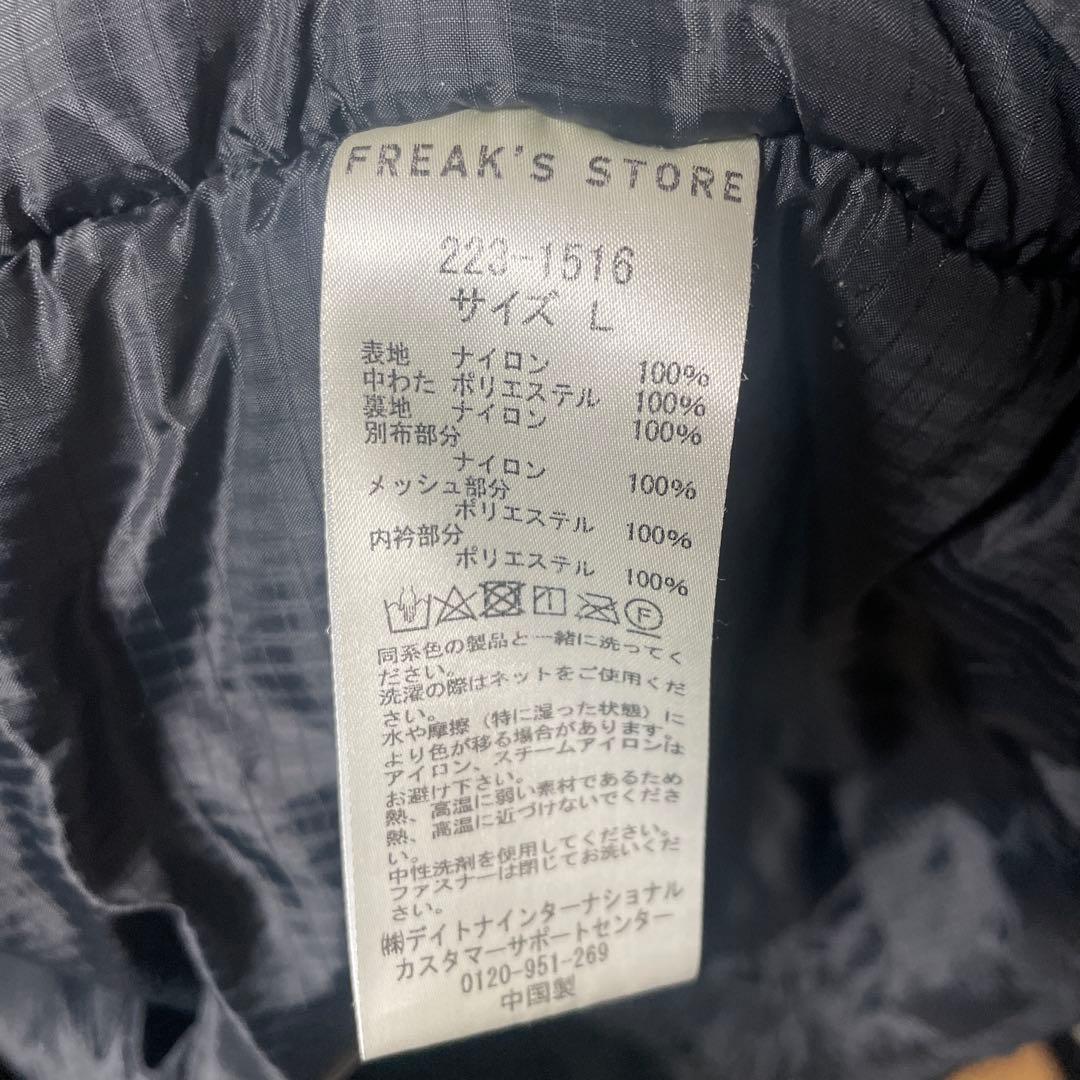 FREAK'S STORE
223-1516
サイズ L
表地 ナイロン 100%
中わた ポリエステル 100%
裏地 ナイロン 100%
別布部分
ナイロン 100%
メッシュ部分
ポリエステル 100%
内衿部分
ポリエステル 100%
F
同系色の製品と一緒に洗ってく
ださい。
洗濯の際はネットをご使用くだ
さい。
水や摩擦（特に湿った状態）に
より色が移る場合があります。
アイロン、スチームアイロンは
お避け下さい。
熱、高温に弱い素材であるため
熱、高温に近づけないでくださ
い。
中性洗剤を使用してください。
ファスナーは閉じてお洗いくだ
さい。
㈱デイトナインターナショナル
カスタマーサポートセンター
0120-951-269
中国製